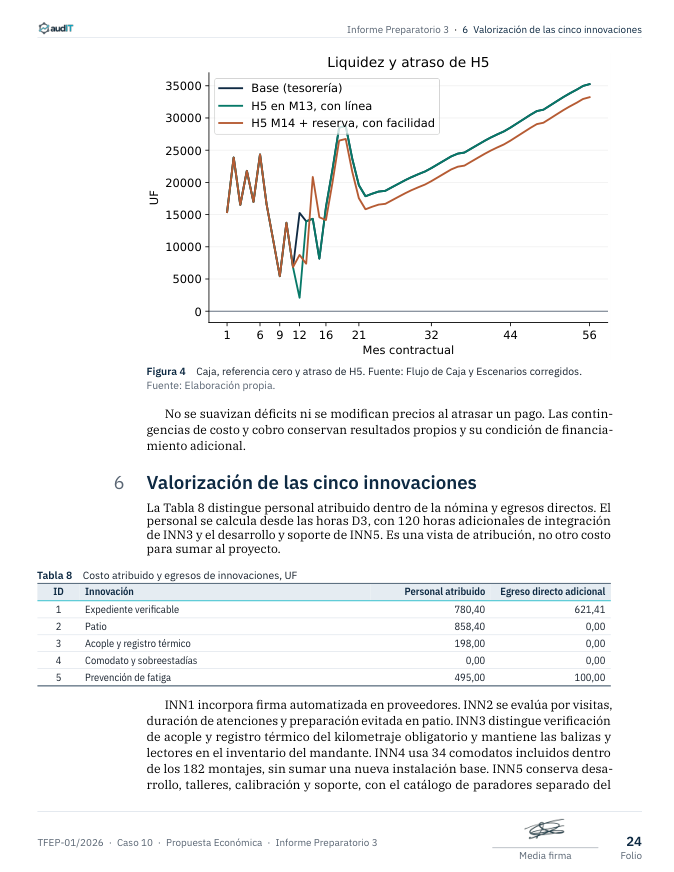 audIT
Informe Preparatorio 3 · 6 Valorización de las cinco innovaciones
Liquidez y atraso de H5
Base (tesorería)
H5 en M13, con línea
H5 M14 + reserva, con facilidad
UF
35000
30000
25000
20000
15000
10000
5000
0
1 6 9 12 16 21 32 44 56
Mes contractual
Figura 4 Caja, referencia cero y atraso de H5. Fuente: Flujo de Caja y Escenarios corregidos.
Fuente: Elaboración propia.
No se suavizan déficits ni se modifican precios al atrasar un pago. Las contin-
gencias de costo y cobro conservan resultados propios y su condición de financia-
miento adicional.
6 Valorización de las cinco innovaciones
La Tabla 8 distingue personal atribuido dentro de la nómina y egresos directos. El
personal se calcula desde las horas D3, con 120 horas adicionales de integración
de INN3 y el desarrollo y soporte de INN5. Es una vista de atribución, no otro costo
para sumar al proyecto.
Tabla 8 Costo atribuido y egresos de innovaciones, UF
ID Innovación Personal atribuido Egreso directo adicional
1 Expediente verificable 780,40 621,41
2 Patio 858,40 0,00
3 Acople y registro térmico 198,00 0,00
4 Comodato y sobreestadías 0,00 0,00
5 Prevención de fatiga 495,00 100,00
INN1 incorpora firma automatizada en proveedores. INN2 se evalúa por visitas,
duración de atenciones y preparación evitada en patio. INN3 distingue verificación
de acople y registro térmico del kilometraje obligatorio y mantiene las balizas y
lectores en el inventario del mandante. INN4 usa 34 comodatos incluidos dentro
de los 182 montajes, sin sumar una nueva instalación base. INN5 conserva desa-
rrollo, talleres, calibración y soporte, con el catálogo de paradores separado del
TFEP-01/2026 · Caso 10 · Propuesta Económica · Informe Preparatorio 3
Media firma
24
Folio